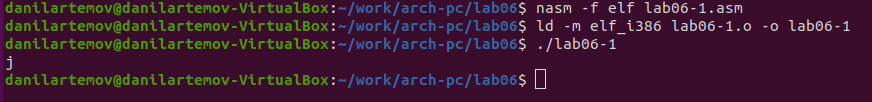 danilartemov@danilartemov-VirtualBox:~/work/arch-pc/lab06$ nasm -f elf lab06-1.asm
danilartemov@danilartemov-VirtualBox:~/work/arch-pc/lab06$ ld -m elf_i386 lab06-1.o -o lab06-1
danilartemov@danilartemov-VirtualBox:~/work/arch-pc/lab06$ ./lab06-1
j
danilartemov@danilartemov-VirtualBox:~/work/arch-pc/lab06$